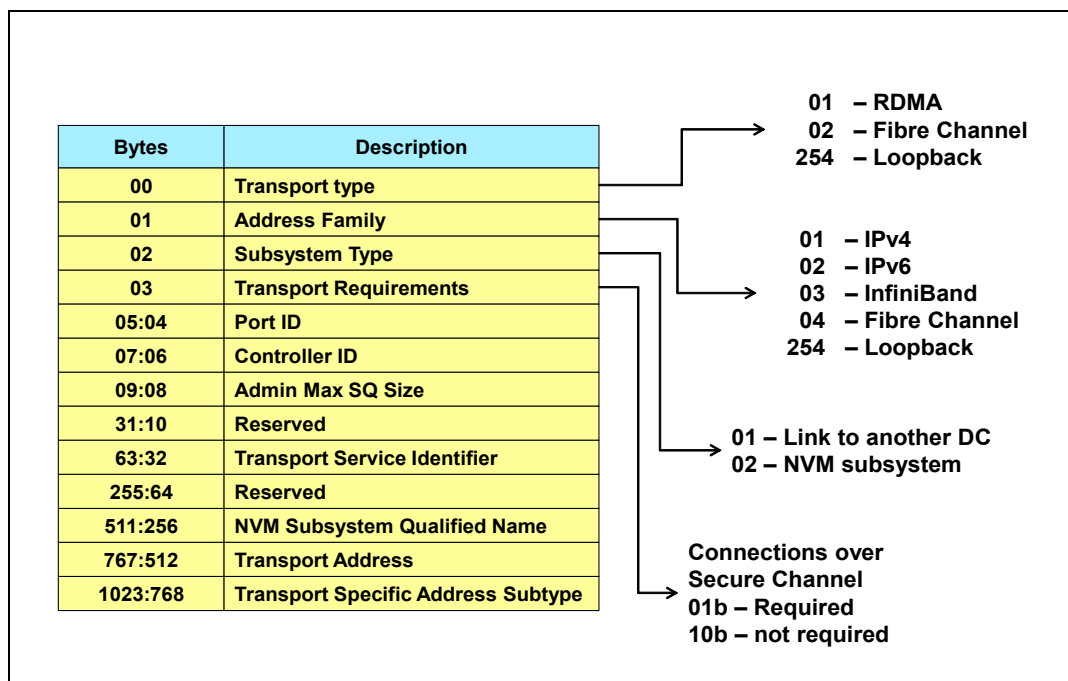 Bytes Description
00 Transport type
01 Address Family
02 Subsystem Type
03 Transport Requirements
05:04 Port ID
07:06 Controller ID
09:08 Admin Max SQ Size
31:10 Reserved
63:32 Transport Service Identifier
255:64 Reserved
511:256 NVM Subsystem Qualified Name
767:512 Transport Address
1023:768 Transport Specific Address Subtype
01 – RDMA
02 – Fibre Channel
254 – Loopback
01 – IPv4
02 – IPv6
03 – InfiniBand
04 – Fibre Channel
254 – Loopback
01 – Link to another DC
02 – NVM subsystem
Connections over
Secure Channel
01b – Required
10b – not required